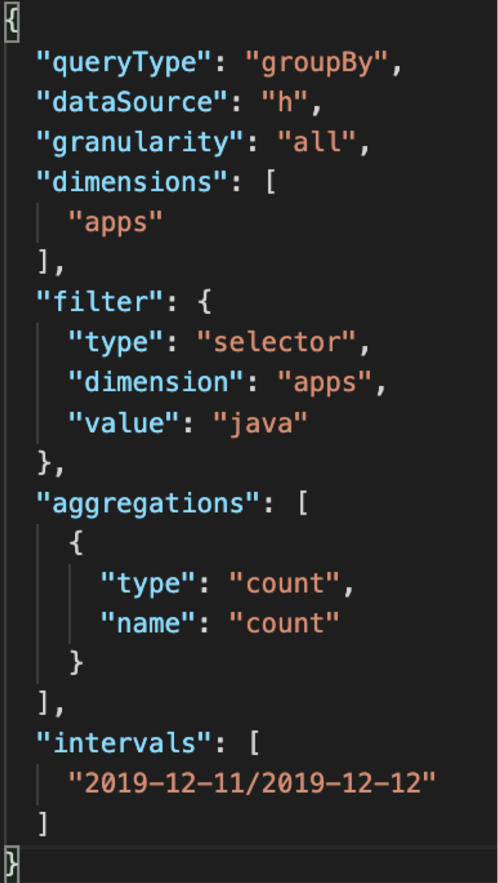 {
  "queryType": "groupBy",
  "dataSource": "h",
  "granularity": "all",
  "dimensions": [
    "apps"
  ],
  "filter": {
    "type": "selector",
    "dimension": "apps",
    "value": "java"
  },
  "aggregations": [
    {
      "type": "count",
      "name": "count"
    }
  ],
  "intervals": [
    "2019-12-11/2019-12-12"
  ]
}